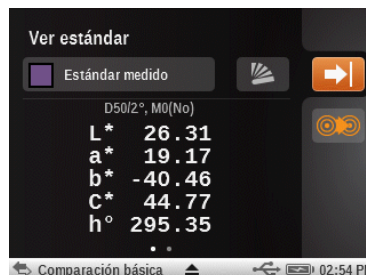 Ver estándar
Estándar medido
D50/2°, M0(No)
L* 26.31
a* 19.17
b* -40.46
C* 44.77
h° 295.35
Comparación básica 02:54 P